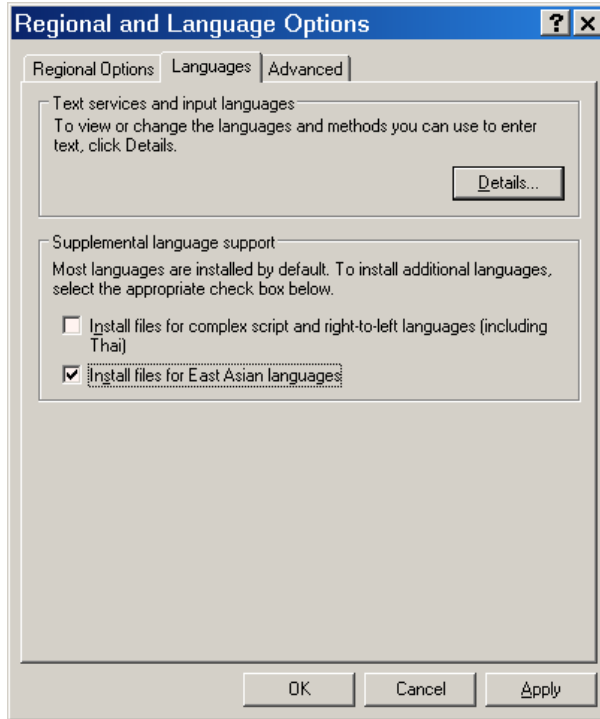 Regional and Language Options
Regional Options
Languages
Advanced
Text services and input languages
To view or change the languages and methods you can use to enter
text, click Details.
Details...
Supplemental language support
Most languages are installed by default. To install additional languages,
select the appropriate check box below.
Install files for complex script and right-to-left languages (including
Thai)
Install files for East Asian languages
OK
Cancel
Apply